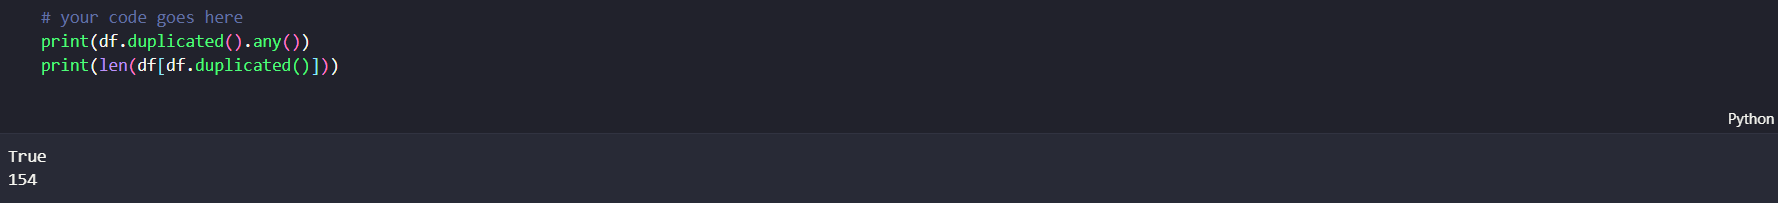 # your code goes here
print(df.duplicated().any())
print(len(df[df.duplicated()]))
Python
True
154